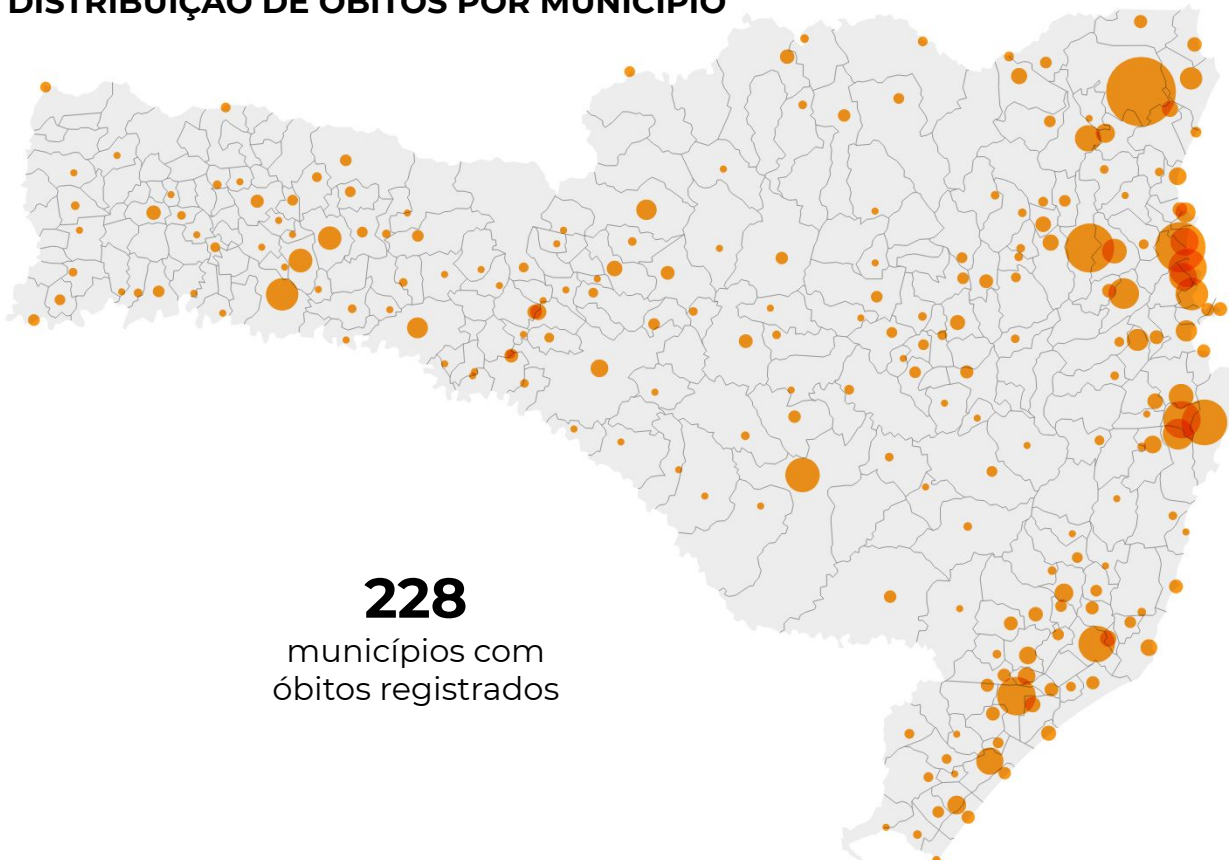 DISTRIBUIÇÃO DE ÓBITOS POR MUNICÍPIO
228
municípios com
óbitos registrados